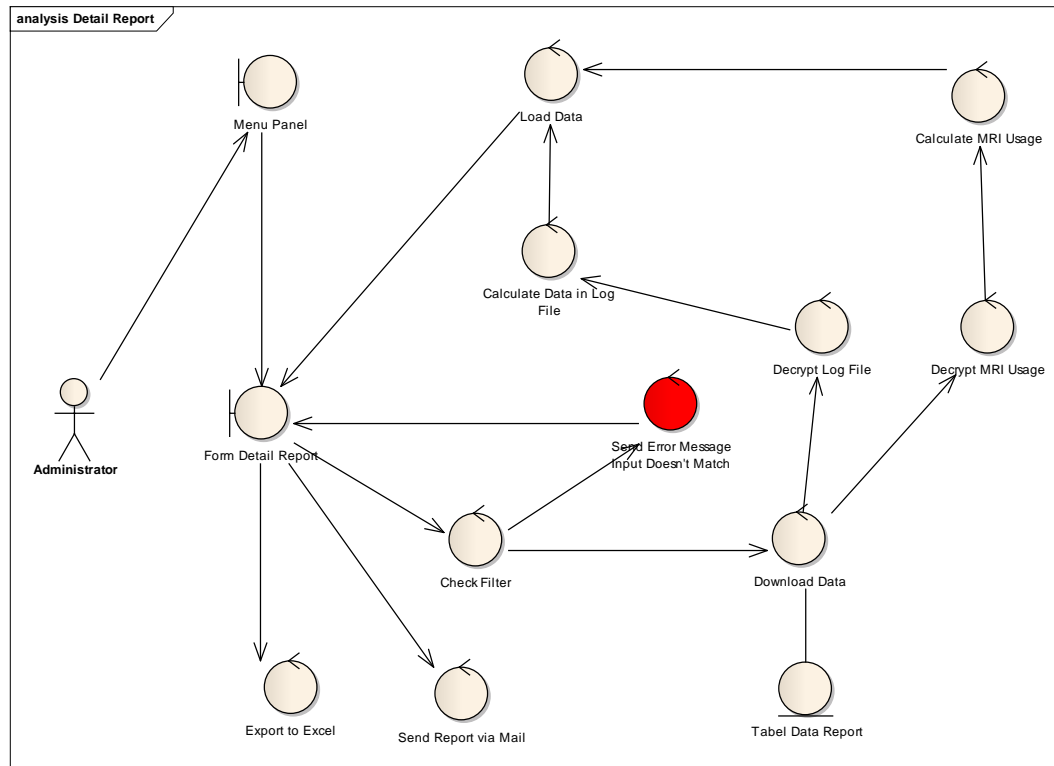 analysis Detail Report
Menu Panel
Load Data
Calculate MRI Usage
Calculate Data in Log
File
Decrypt Log File
Decrypt MRI Usage
Administrator
Form Detail Report
Send Error Message
Input Doesn't Match
Check Filter
Download Data
Export to Excel
Send Report via Mail
Tabel Data Report